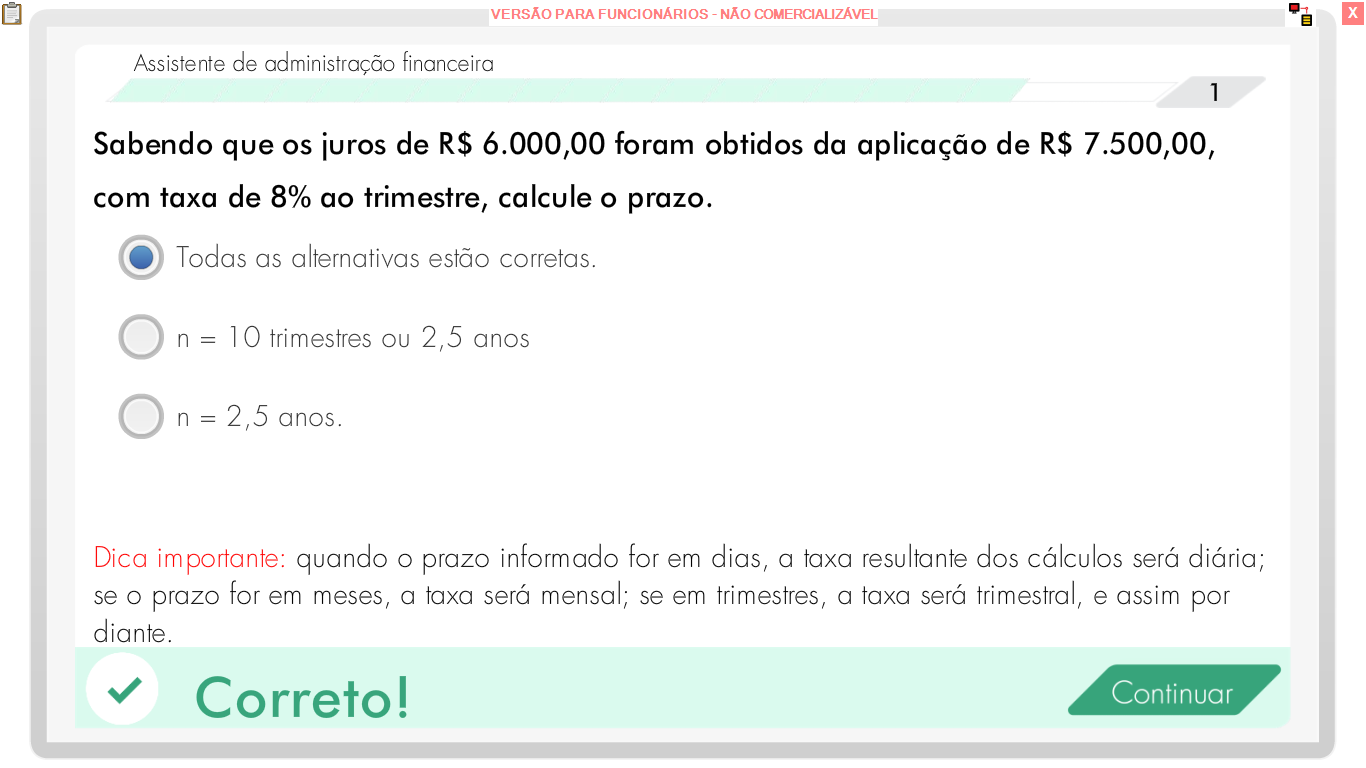 VERSÃO PARA FUNCIONÁRIOS - NÃO COMERCIALIZÁVEL
X
Assistente de administração financeira
1
Sabendo que os juros de R$ 6.000,00 foram obtidos da aplicação de R$ 7.500,00,
com taxa de 8% ao trimestre, calcule o prazo.
Todas as alternativas estão corretas.
n = 10 trimestres ou 2,5 anos
n = 2,5 anos.
Dica importante: quando o prazo informado for em dias, a taxa resultante dos cálculos será diária;
se o prazo for em meses, a taxa será mensal; se em trimestres, a taxa será trimestral, e assim por
diante.
Correto!
Continuar